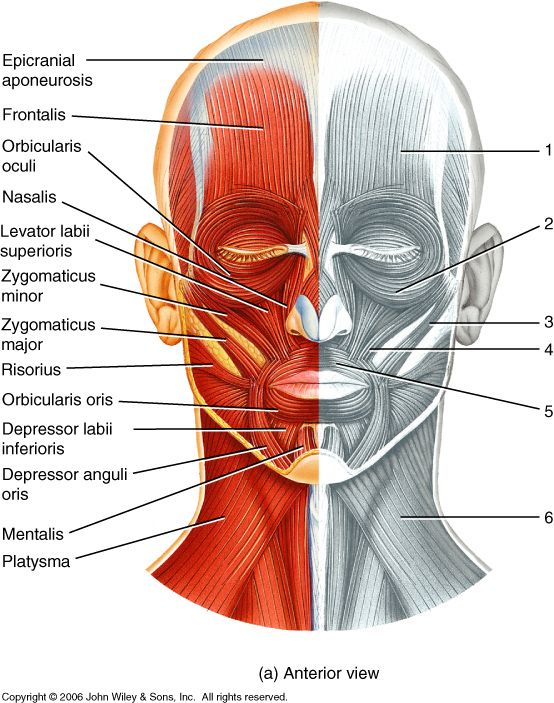 Epicranial
aponeurosis
Frontalis
Orbicularis
oculi
Nasalis
Levator labii
superioris
Zygomaticus
minor
Zygomaticus
major
Risorius
Orbicularis oris
Depressor labii
inferioris
Depressor anguli
oris
Mentalis
Platysma
1
2
3
4
5
6
(a) Anterior view
Copyright © 2006 John Wiley & Sons, Inc. All rights reserved.